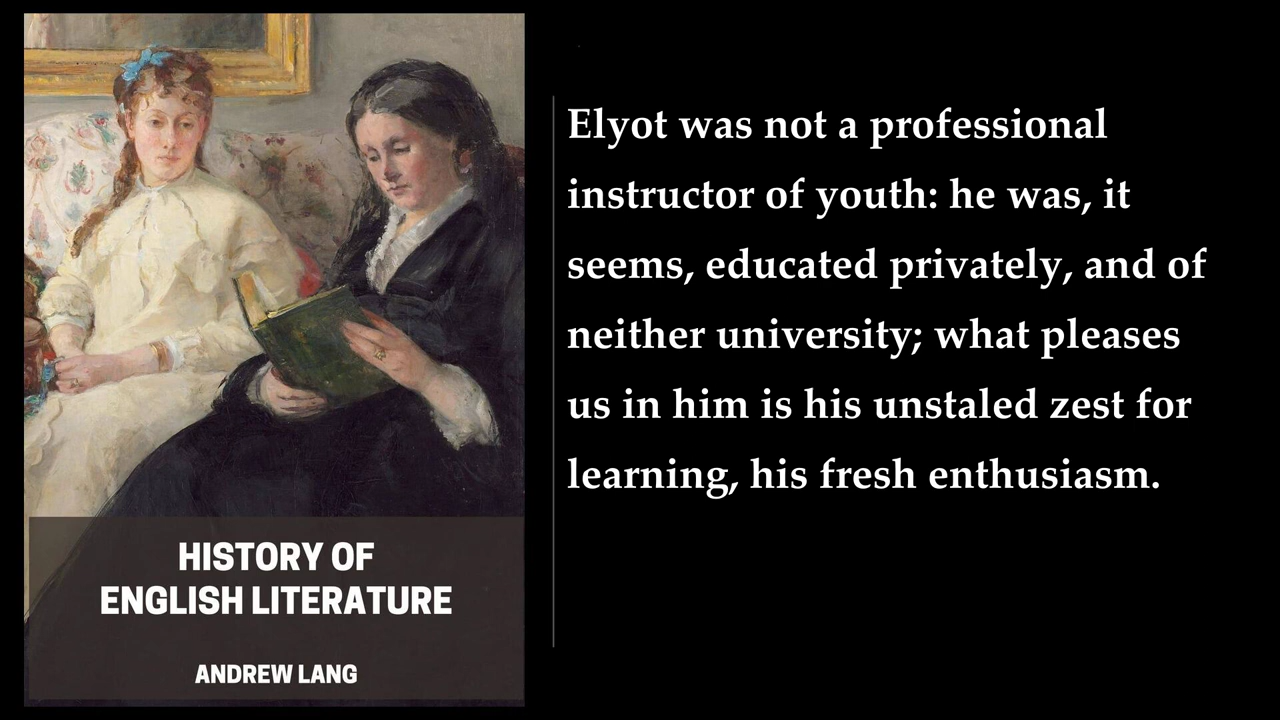 HISTORY OF
ENGLISH LITERATURE
ANDREW LANG
Elyot was not a professional
instructor of youth: he was, it
seems, educated privately, and of
neither university; what pleases
us in him is his unstaled zest for
learning, his fresh enthusiasm.